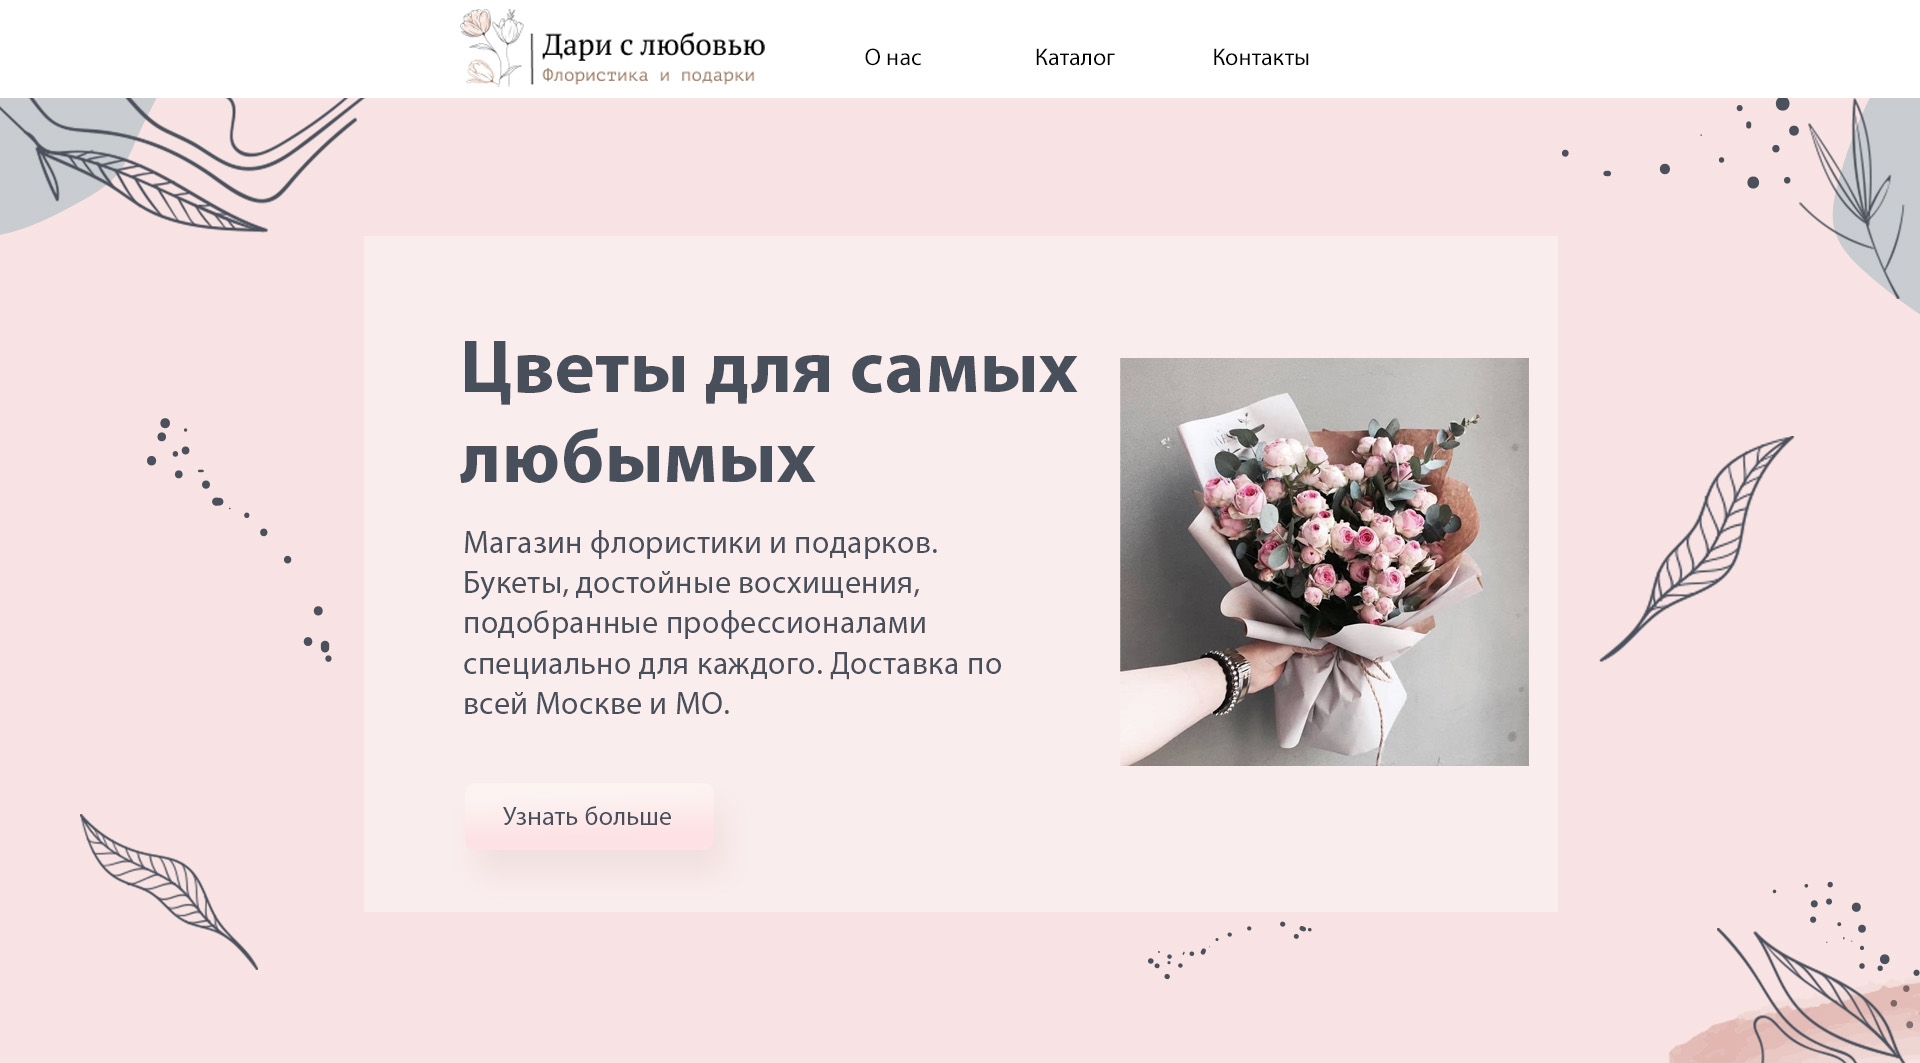 Дари с любовью
Флористика и подарки
О нас
Каталог
Контакты
Цветы для самых
любымых
Магазин флористики и подарков.
Букеты, достойные восхищения,
подобранные профессионалами
специально для каждого. Доставка по
всей Москве и МО.
Узнать больше